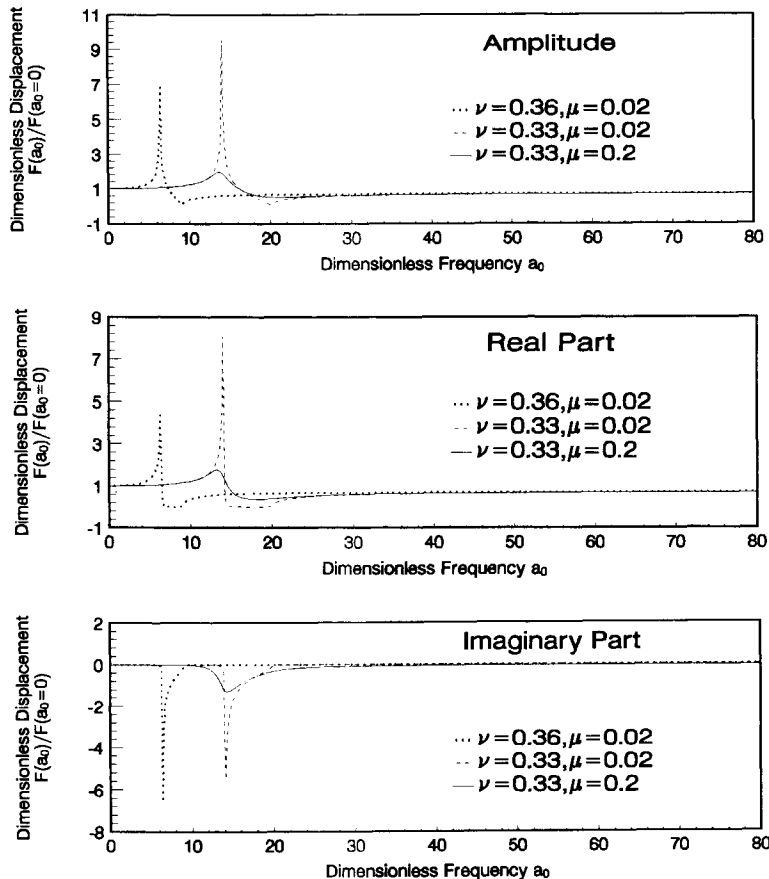 Amplitude
Dimensionless Displacement
F(a₀)/F(a₀=0)
11
9
7
5
3
1
-1
ν=0.36,μ=0.02
ν=0.33,μ=0.02
ν=0.33,μ=0.2
0 10 20 30 40 50 60 70 80
Dimensionless Frequency a₀
Real Part
Dimensionless Displacement
F(a₀)/F(a₀=0)
9
7
5
3
1
-1
ν=0.36,μ=0.02
ν=0.33,μ=0.02
ν=0.33,μ=0.2
0 10 20 30 40 50 60 70 80
Dimensionless Frequency a₀
Imaginary Part
Dimensionless Displacement
F(a₀)/F(a₀=0)
2
0
-2
-4
-6
-8
ν=0.36,μ=0.02
ν=0.33,μ=0.02
ν=0.33,μ=0.2
0 10 20 30 40 50 60 70 80
Dimensionless Frequency a₀